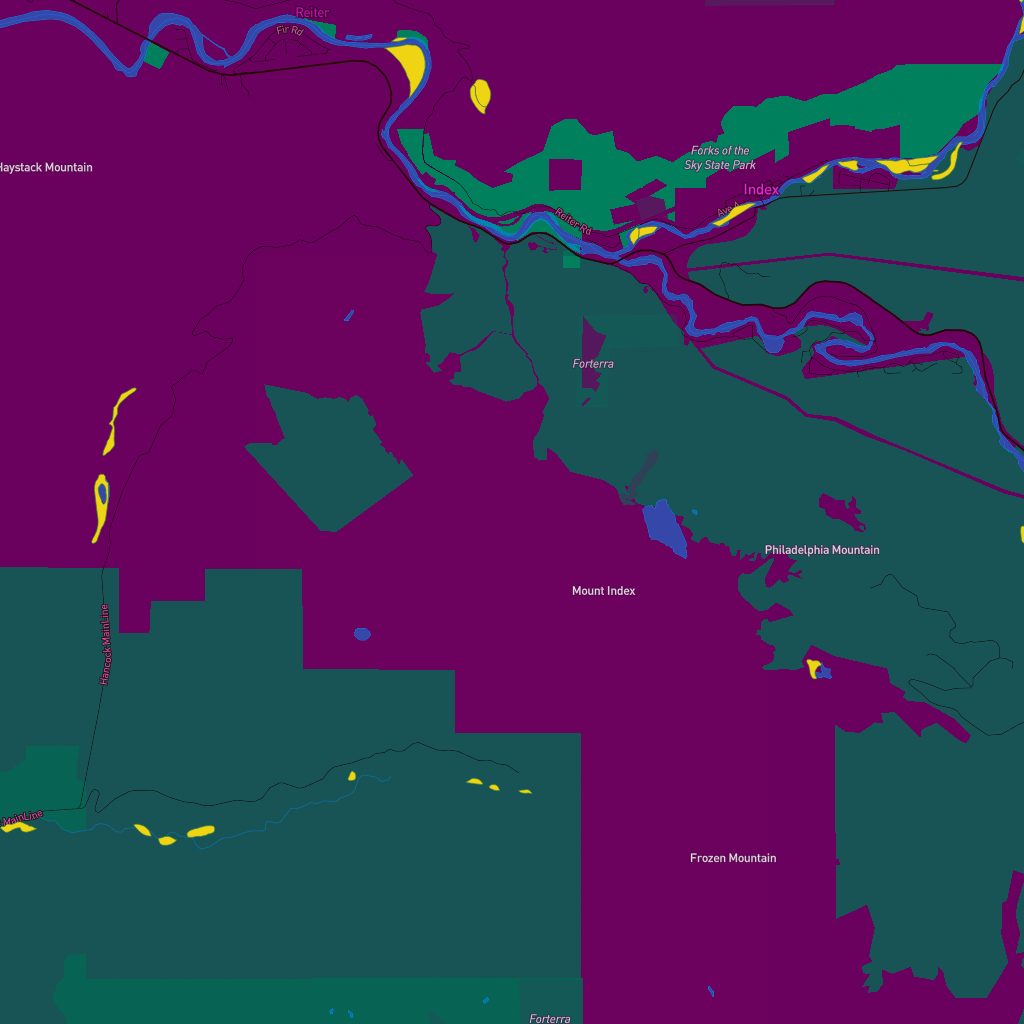 Reiter
Fir Rd
Haystack Mountain
Forks of the
Sky State Park
Index
Ave A
Reiter Rd
Forterra
Philadelphia Mountain
Mount Index
Hancock MainLine
MainLine
Frozen Mountain
Forterra